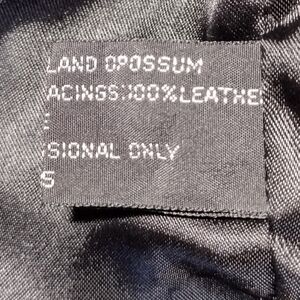 LAND OPOSSUM
ACINGS:100%LEATHE
:
SIONAL ONLY
S